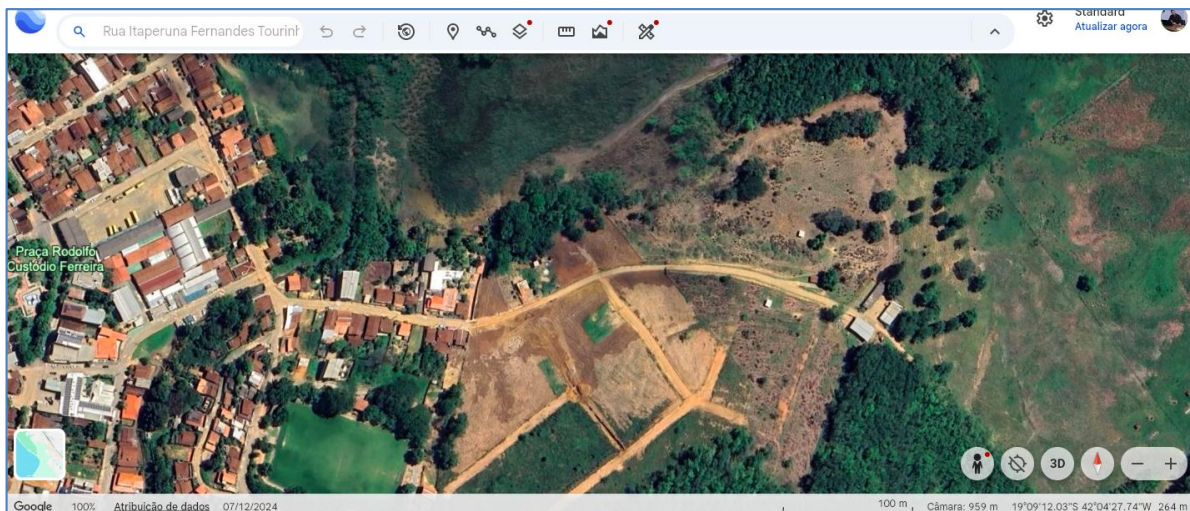 Rua Itaperuna Fernandes Tourinh
Standard
Atualizar agora
Praça Rodolfo
Custódio Ferreira
3D
Google 100% Atribuição de dados 07/12/2024 100 m Câmara: 959 m 19°09'12.03"S 42°04'27.74"W 264 m